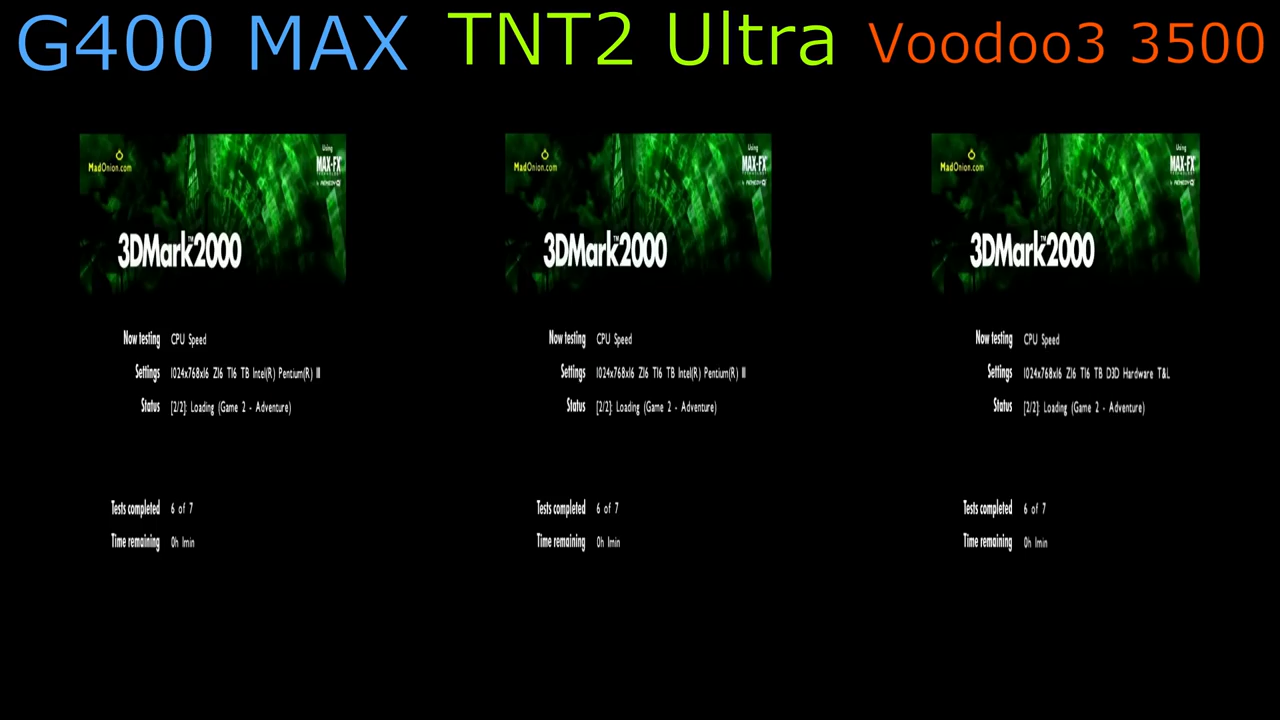 G400 MAX
TNT2 Ultra
Voodoo3 3500
MadOnion.com
Using
MAX-FX
3DMark™2000
Now testing CPU Speed
Settings 1024x768x16 Z16 T16 TB Intel(R) Pentium(R) III
Status [2/2]: Loading (Game 2 - Adventure)
Tests completed 6 of 7
Time remaining 0h 1min
MadOnion.com
Using
MAX-FX
3DMark™2000
Now testing CPU Speed
Settings 1024x768x16 Z16 T16 TB Intel(R) Pentium(R) III
Status [2/2]: Loading (Game 2 - Adventure)
Tests completed 6 of 7
Time remaining 0h 1min
MadOnion.com
Using
MAX-FX
3DMark™2000
Now testing CPU Speed
Settings 1024x768x16 Z16 T16 TB D3D Hardware T&L
Status [2/2]: Loading (Game 2 - Adventure)
Tests completed 6 of 7
Time remaining 0h 1min